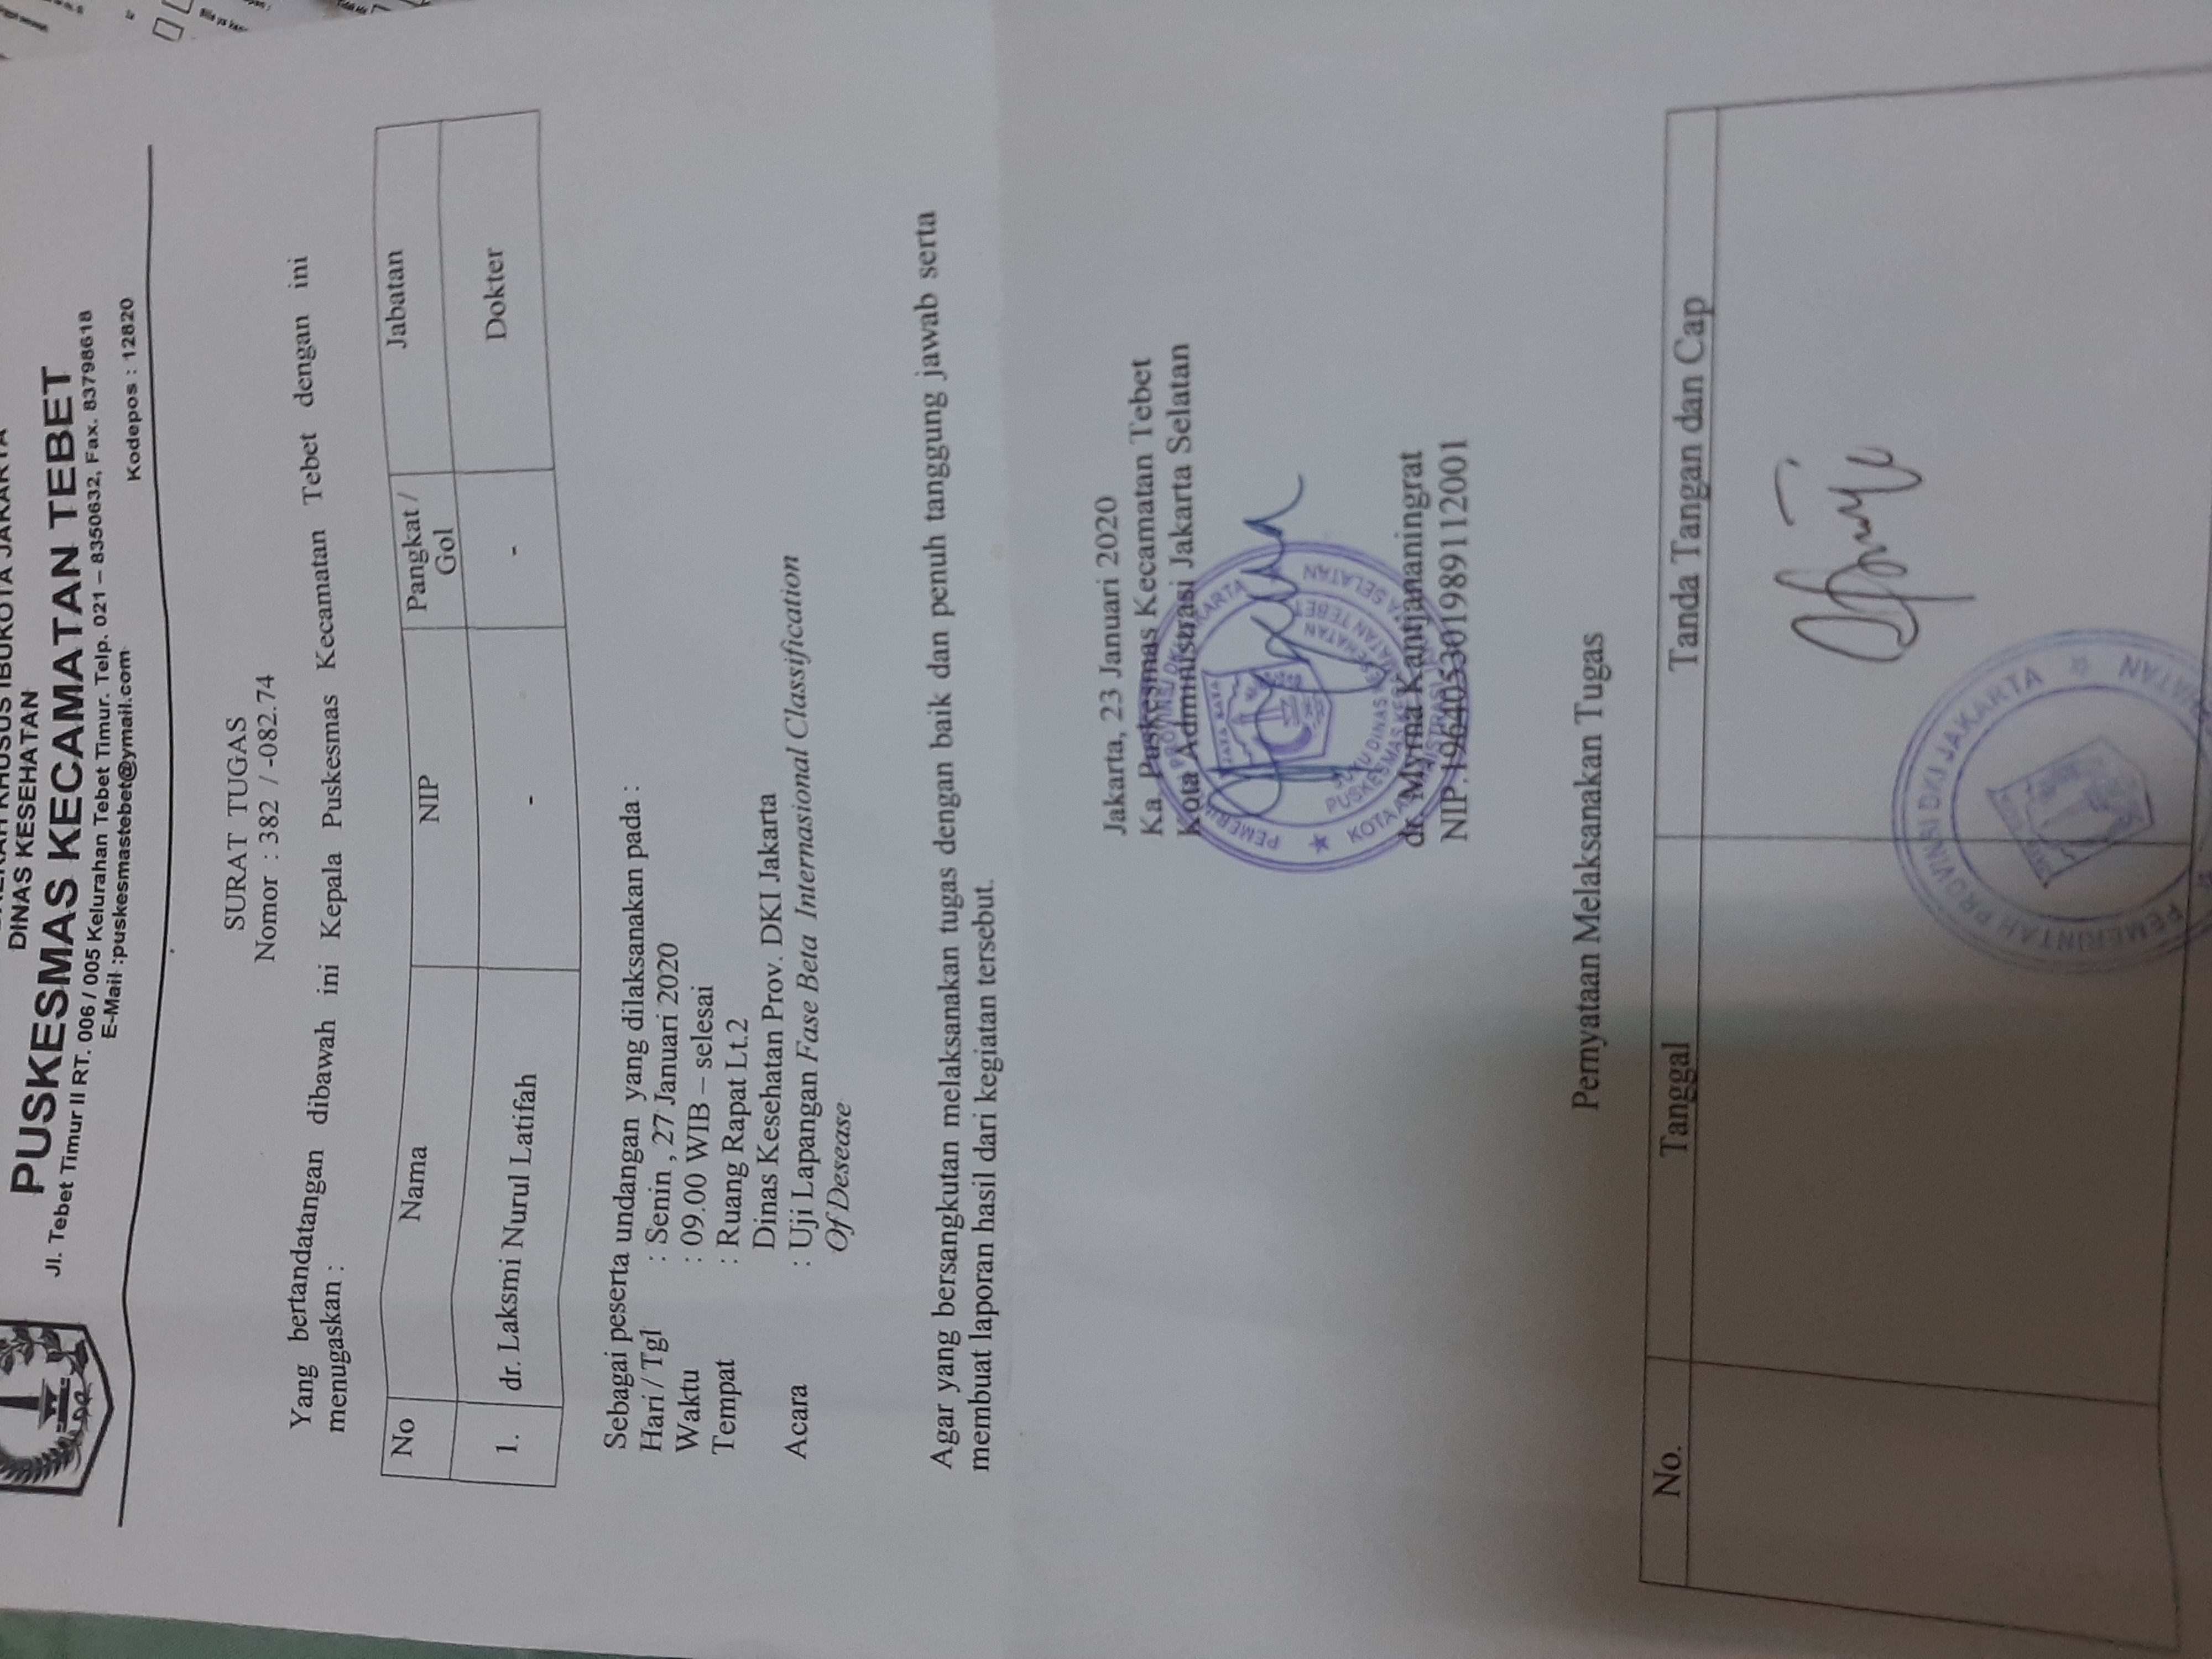 KHUSUS IBUKOTA JAKARTA
DINAS KESEHATAN
PUSKESMAS KECAMATAN TEBET
Jl. Tebet Timur II RT. 006 / 005 Kelurahan Tebet Timur. Telp. 021 – 8350632, Fax. 83798618
E-Mail :puskesmastebet@ymail.com
Kodepos : 12820
SURAT TUGAS
Nomor : 382 / -082.74
Yang bertandatangan dibawah ini Kepala Puskesmas Kecamatan Tebet dengan ini
menugaskan :
No Nama NIP Pangkat / Gol Jabatan
1. dr. Laksmi Nurul Latifah - - Dokter
Sebagai peserta undangan yang dilaksanakan pada :
Hari / Tgl : Senin , 27 Januari 2020
Waktu : 09.00 WIB – selesai
Tempat : Ruang Rapat Lt.2
Dinas Kesehatan Prov. DKI Jakarta
Acara : Uji Lapangan Fase Beta Internasional Classification
Of Desease
Agar yang bersangkutan melaksanakan tugas dengan baik dan penuh tanggung jawab serta
membuat laporan hasil dari kegiatan tersebut.
Jakarta, 23 Januari 2020
Ka. Puskesmas Kecamatan Tebet
Kota Administrasi Jakarta Selatan
PEMERINTAH PROVINSI DKI JAKARTA
JAYA RAYA
SUKU DINAS KESEHATAN
PUSKESMAS KECAMATAN TEBET
KOTA ADMINISTRASI JAKARTA SELATAN
dr. Myrna Kantjananingrat
NIP.196405301989112001
Pernyataan Melaksanakan Tugas
No. Tanggal Tanda Tangan dan Cap
PEMERINTAH PROVINSI DKI JAKARTA